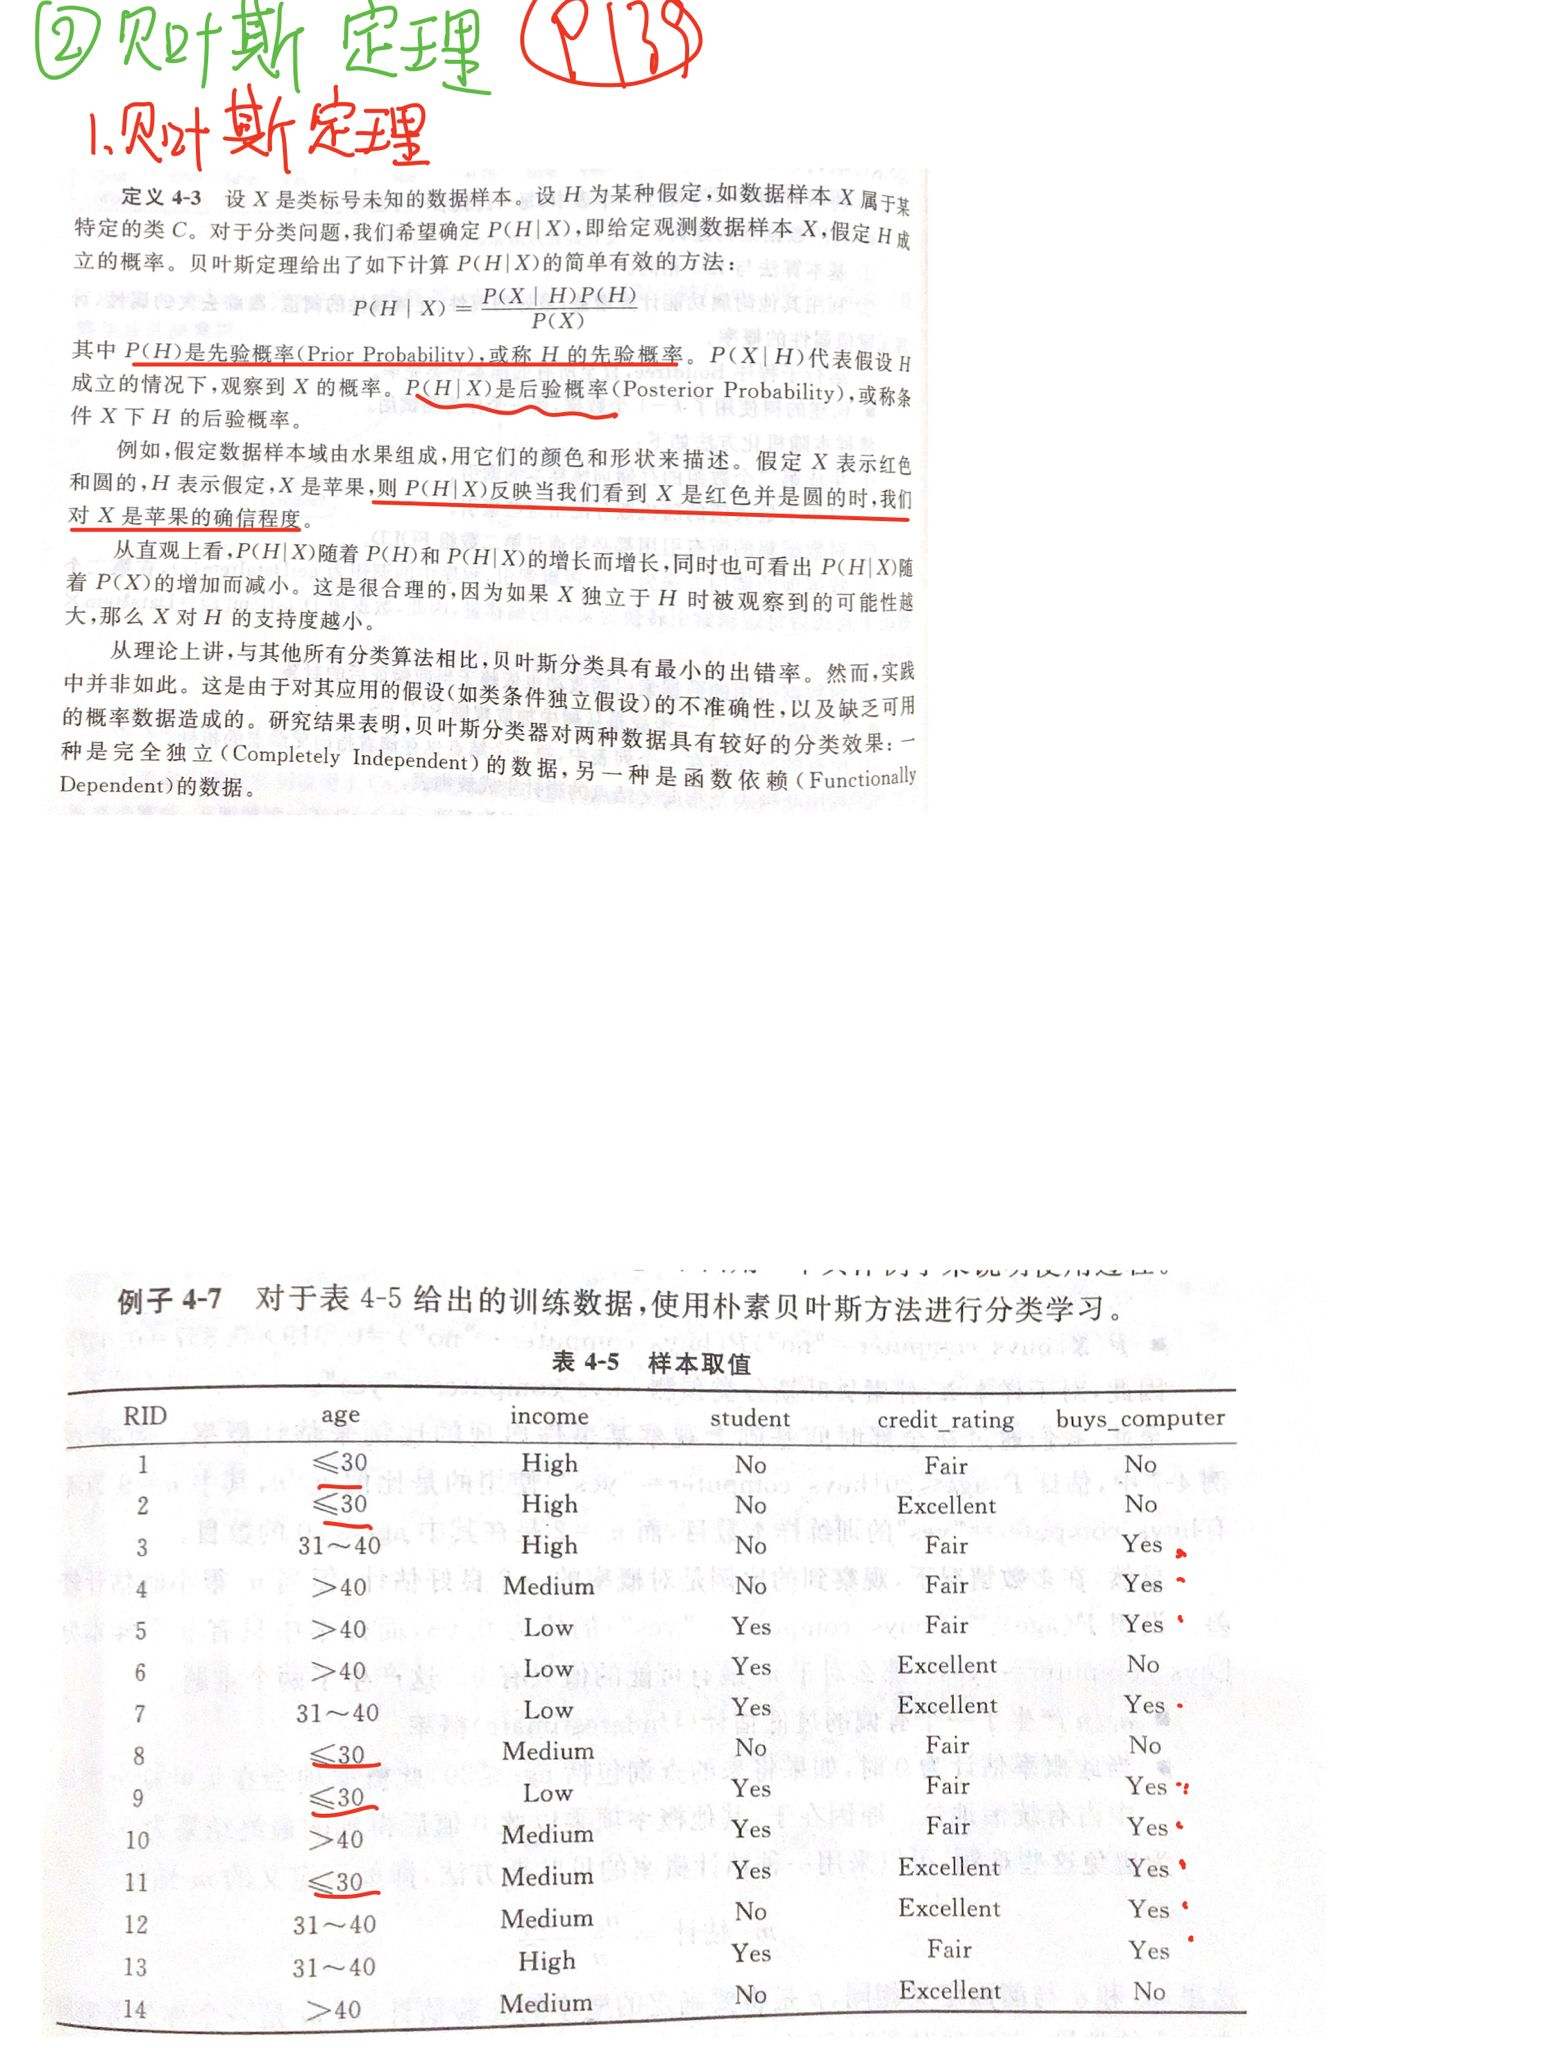 ②贝叶斯定理 P139
1.贝叶斯定理
定义 4-3 设 X 是类标号未知的数据样本。设 H 为某种假定,如数据样本 X 属于某
特定的类 C。对于分类问题,我们希望确定 P(H|X),即给定观测数据样本 X,假定 H 成
立的概率。贝叶斯定理给出了如下计算 P(H|X)的简单有效的方法:
P(H | X) = P(X | H)P(H) / P(X)
其中 P(H)是先验概率(Prior Probability),或称 H 的先验概率。P(X|H)代表假设 H
成立的情况下,观察到 X 的概率。P(H|X)是后验概率(Posterior Probability),或称条
件 X 下 H 的后验概率。
例如,假定数据样本域由水果组成,用它们的颜色和形状来描述。假定 X 表示红色
和圆的,H 表示假定,X 是苹果,则 P(H|X)反映当我们看到 X 是红色并是圆的时,我们
对 X 是苹果的确信程度。
从直观上看,P(H|X)随着 P(H)和 P(H|X)的增长而增长,同时也可看出 P(H|X)随
着 P(X)的增加而减小。这是很合理的,因为如果 X 独立于 H 时被观察到的可能性越
大,那么 X 对 H 的支持度越小。
从理论上讲,与其他所有分类算法相比,贝叶斯分类具有最小的出错率。然而,实践
中并非如此。这是由于对其应用的假设(如类条件独立假设)的不准确性,以及缺乏可用
的概率数据造成的。研究结果表明,贝叶斯分类器对两种数据具有较好的分类效果:一
种是完全独立(Completely Independent)的数据,另一种是函数依赖(Functionally
Dependent)的数据。
例子 4-7 对于表 4-5 给出的训练数据,使用朴素贝叶斯方法进行分类学习。
表 4-5 样本取值
RID age income student credit_rating buys_computer
1 ≤30 High No Fair No
2 ≤30 High No Excellent No
3 31～40 High No Fair Yes
4 >40 Medium No Fair Yes
5 >40 Low Yes Fair Yes
6 >40 Low Yes Excellent No
7 31～40 Low Yes Excellent Yes
8 ≤30 Medium No Fair No
9 ≤30 Low Yes Fair Yes
10 >40 Medium Yes Fair Yes
11 ≤30 Medium Yes Excellent Yes
12 31～40 Medium No Excellent Yes
13 31～40 High Yes Fair Yes
14 >40 Medium No Excellent No